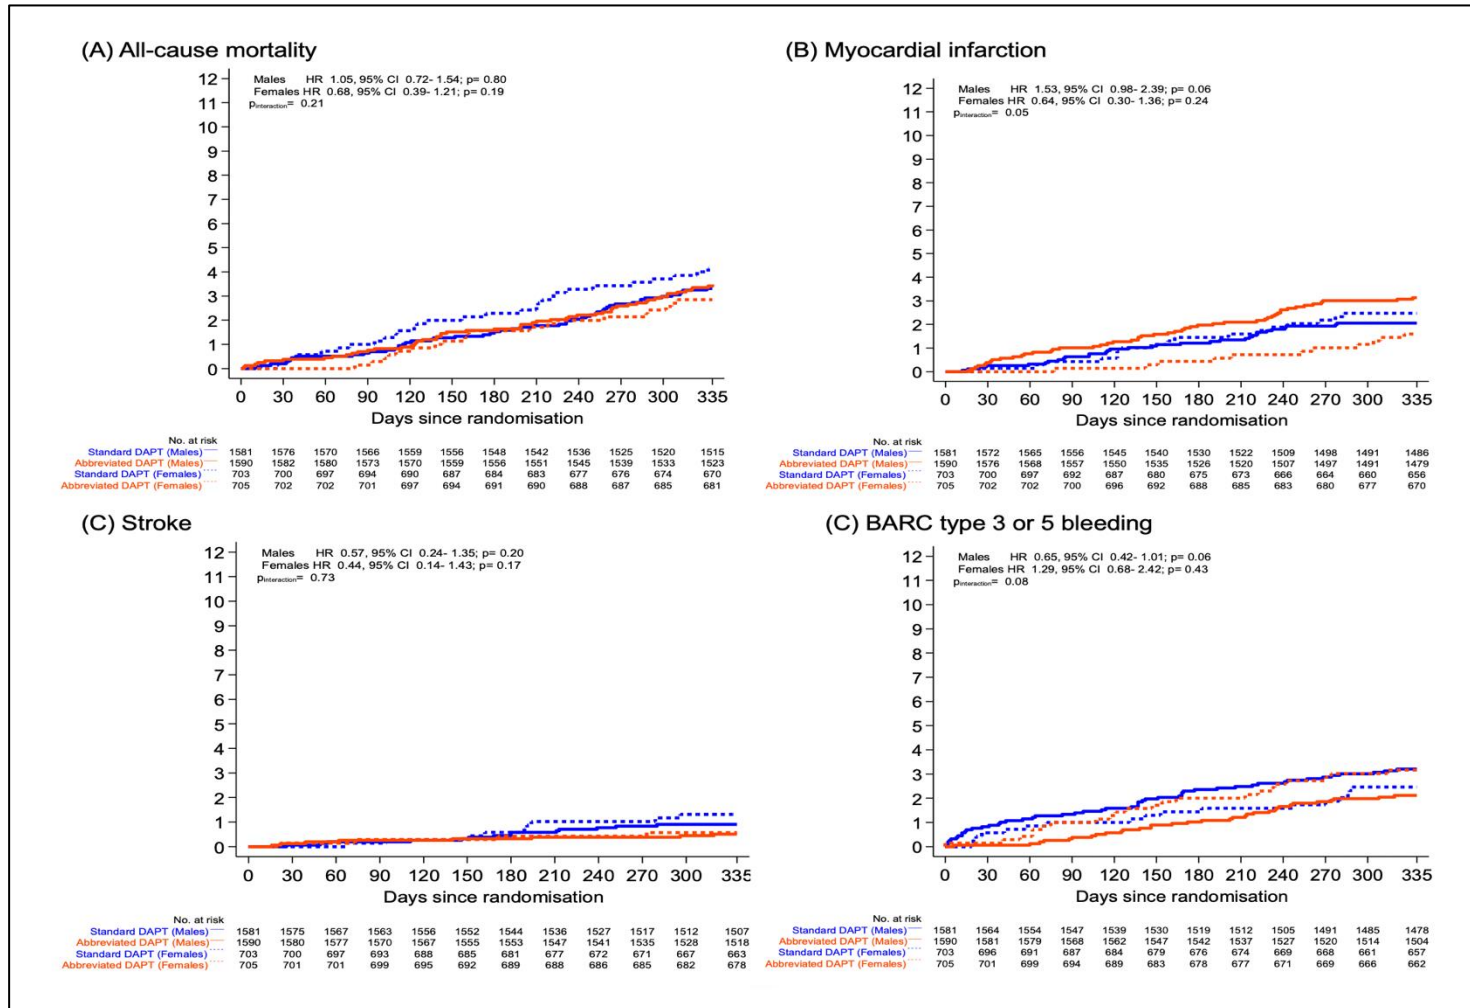 (A) All-cause mortality
Males HR 1.05, 95% CI 0.72- 1.54; p= 0.80
Females HR 0.68, 95% CI 0.39- 1.21; p= 0.19
pinteraction= 0.21
12
11
10
9
8
7
6
5
4
3
2
1
0
0 30 60 90 120 150 180 210 240 270 300 335
Days since randomisation
No. at risk
Standard DAPT (Males) 1581 1576 1570 1566 1559 1556 1548 1542 1536 1525 1520 1515
Abbreviated DAPT (Males) 1590 1582 1580 1573 1570 1559 1556 1551 1545 1539 1533 1523
Standard DAPT (Females) 703 700 697 694 690 687 684 683 677 676 674 670
Abbreviated DAPT (Females) 705 702 702 701 697 694 691 690 688 687 685 681
(B) Myocardial infarction
Males HR 1.53, 95% CI 0.98- 2.39; p= 0.06
Females HR 0.64, 95% CI 0.30- 1.36; p= 0.24
pinteraction= 0.05
12
11
10
9
8
7
6
5
4
3
2
1
0
0 30 60 90 120 150 180 210 240 270 300 335
Days since randomisation
No. at risk
Standard DAPT (Males) 1581 1572 1565 1556 1545 1540 1530 1522 1509 1498 1491 1486
Abbreviated DAPT (Males) 1590 1576 1568 1557 1550 1535 1526 1520 1507 1497 1491 1479
Standard DAPT (Females) 703 700 697 692 687 680 675 673 666 664 660 656
Abbreviated DAPT (Females) 705 702 702 700 696 692 688 685 683 680 677 670
(C) Stroke
Males HR 0.57, 95% CI 0.24- 1.35; p= 0.20
Females HR 0.44, 95% CI 0.14- 1.43; p= 0.17
pinteraction= 0.73
12
11
10
9
8
7
6
5
4
3
2
1
0
0 30 60 90 120 150 180 210 240 270 300 335
Days since randomisation
No. at risk
Standard DAPT (Males) 1581 1575 1567 1563 1556 1552 1544 1536 1527 1517 1512 1507
Abbreviated DAPT (Males) 1590 1580 1577 1570 1567 1555 1553 1547 1541 1535 1528 1518
Standard DAPT (Females) 703 700 697 693 688 685 681 677 672 671 667 663
Abbreviated DAPT (Females) 705 701 701 699 695 692 689 688 686 685 682 678
(C) BARC type 3 or 5 bleeding
Males HR 0.65, 95% CI 0.42- 1.01; p= 0.06
Females HR 1.29, 95% CI 0.68- 2.42; p= 0.43
pinteraction= 0.08
12
11
10
9
8
7
6
5
4
3
2
1
0
0 30 60 90 120 150 180 210 240 270 300 335
Days since randomisation
No. at risk
Standard DAPT (Males) 1581 1564 1554 1547 1539 1530 1519 1512 1505 1491 1485 1478
Abbreviated DAPT (Males) 1590 1581 1579 1568 1562 1547 1542 1537 1527 1520 1514 1504
Standard DAPT (Females) 703 696 691 687 684 679 676 674 669 668 661 657
Abbreviated DAPT (Females) 705 701 699 694 689 683 678 677 671 669 666 662